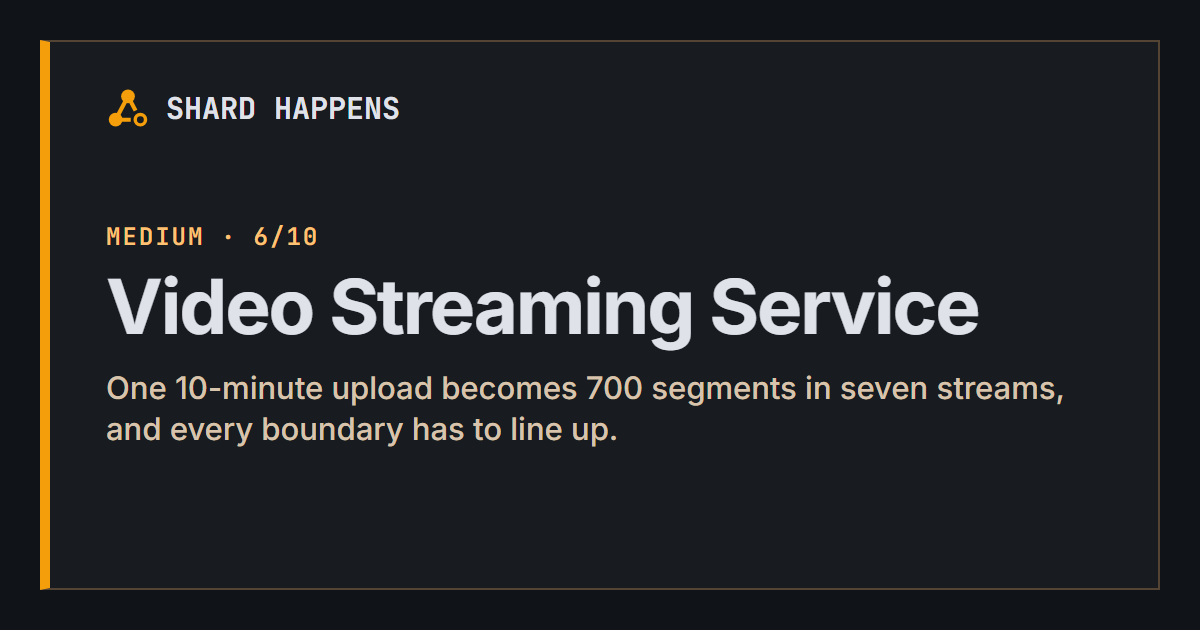 SHARD HAPPENS
MEDIUM · 6/10
Video Streaming Service
One 10-minute upload becomes 700 segments in seven streams,
and every boundary has to line up.